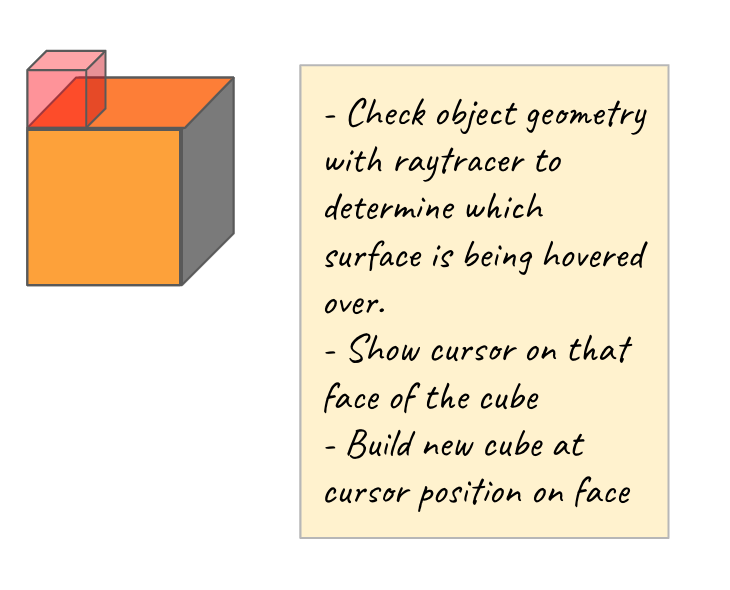 - Check object geometry
with raytracer to
determine which
surface is being hovered
over.
- Show cursor on that
face of the cube
- Build new cube at
cursor position on face